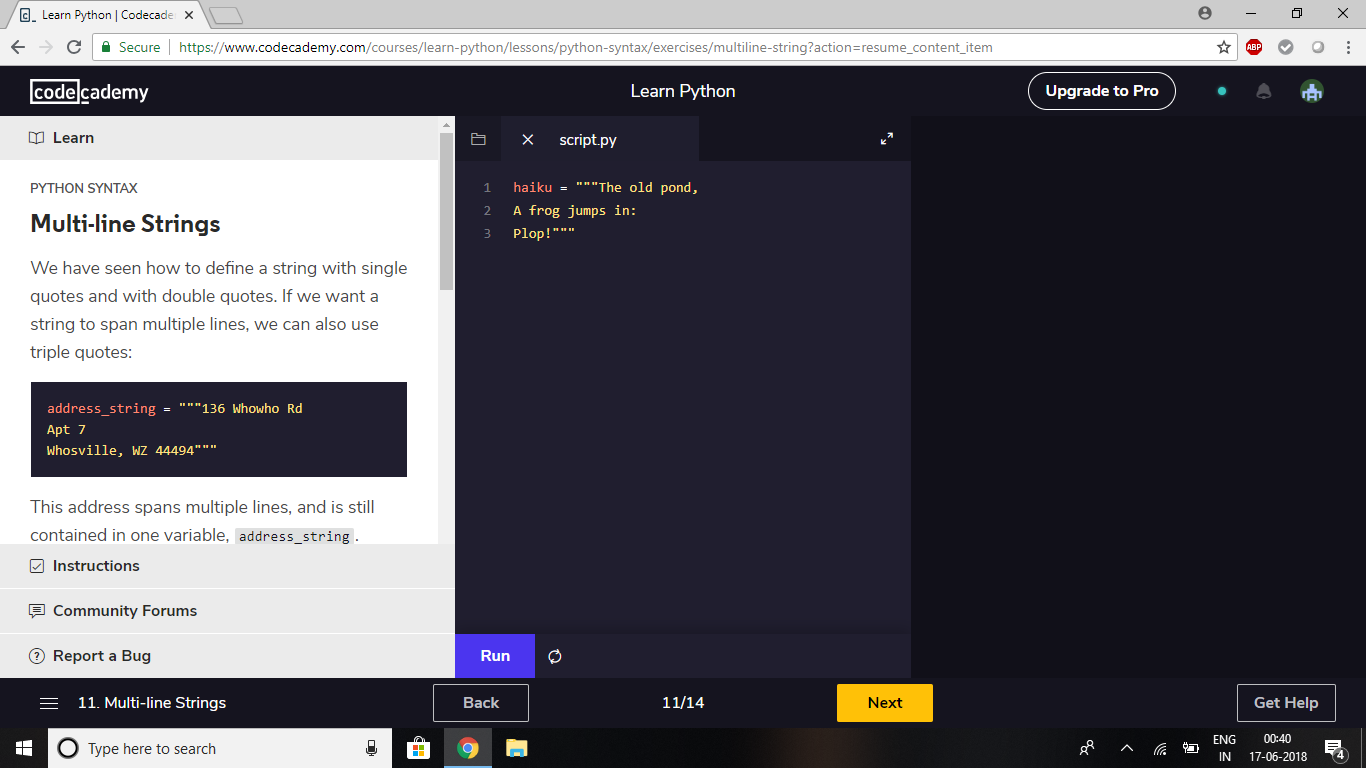 Learn Python | Codecade
Secure
https://www.codecademy.com/courses/learn-python/lessons/python-syntax/exercises/multiline-string?action=resume_content_item
ABP
codecademy
Learn Python
Upgrade to Pro
Learn
PYTHON SYNTAX
Multi-line Strings
We have seen how to define a string with single
quotes and with double quotes. If we want a
string to span multiple lines, we can also use
triple quotes:
address_string = """136 Whowho Rd
Apt 7
Whosville, WZ 44494"""
This address spans multiple lines, and is still
contained in one variable, address_string.
Instructions
Community Forums
Report a Bug
script.py
1 haiku = """The old pond,
2 A frog jumps in:
3 Plop!"""
Run
11. Multi-line Strings
Back
11/14
Next
Get Help
Type here to search
ENG
IN
00:40
17-06-2018
4